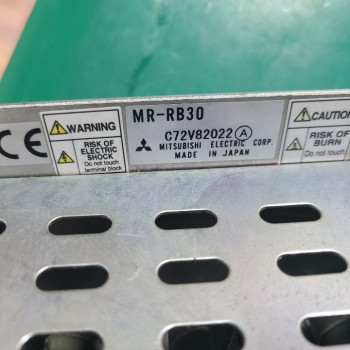 CE
WARNING
RISK OF
ELECTRIC
SHOCK
Do not touch
terminal block
MR-RB30
C72V82022 A
MITSUBISHI ELECTRIC CORP.
MADE IN JAPAN
CAUTION
RISK OF
BURN
Do not touch